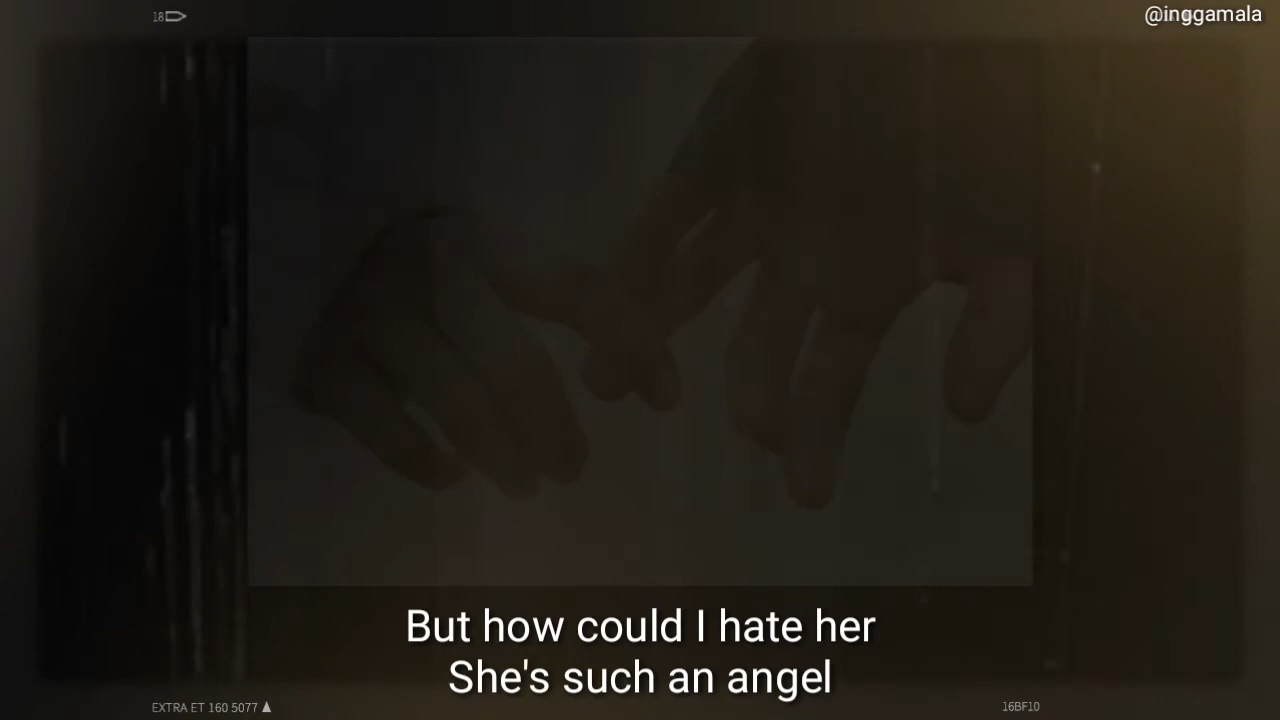 18
@inggamala
But how could I hate her
She's such an angel
EXTRA ET 160 5077
16BF10